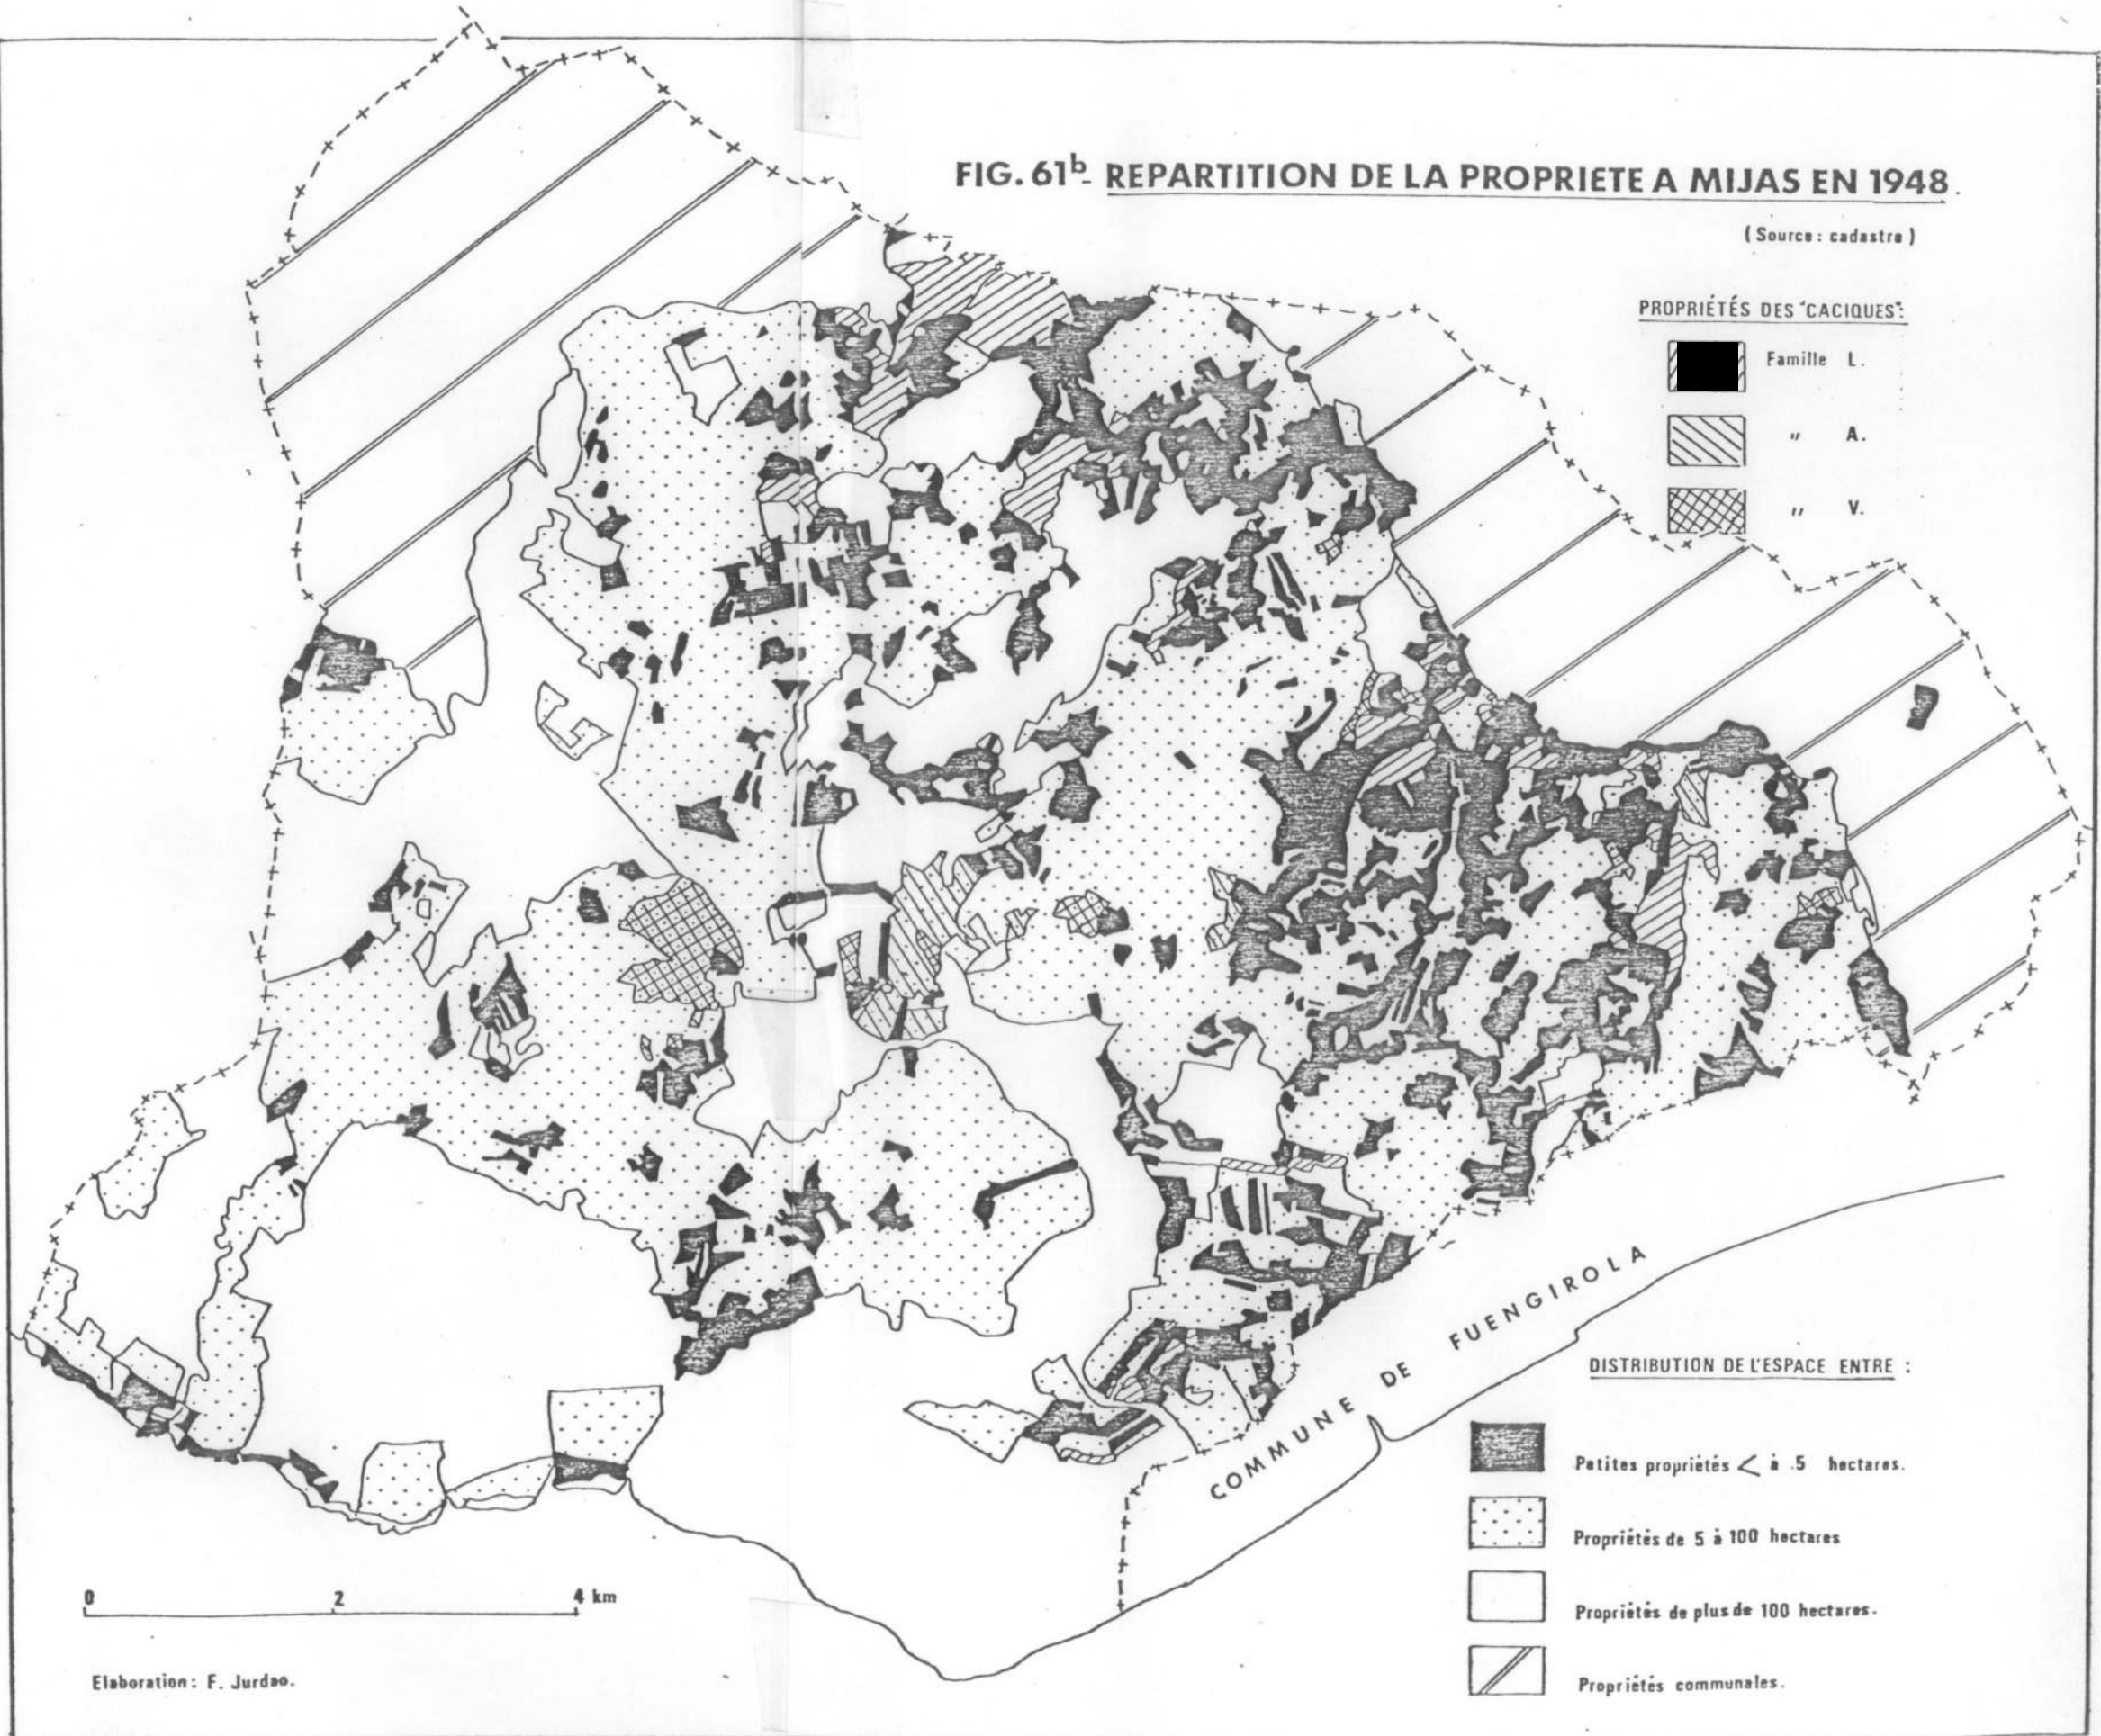 FIG. 61b- REPARTITION DE LA PROPRIETE A MIJAS EN 1948.
( Source : cadastre )
PROPRIÉTÉS DES "CACIQUES":
Famille L.
" A.
" V.
COMMUNE DE FUENGIROLA
DISTRIBUTION DE L'ESPACE ENTRE :
Petites propriétés < à .5 hectares.
Propriétés de 5 à 100 hectares
Propriétés de plus de 100 hectares.
Propriétés communales.
0 2 4 km
Elaboration : F. Jurdao.